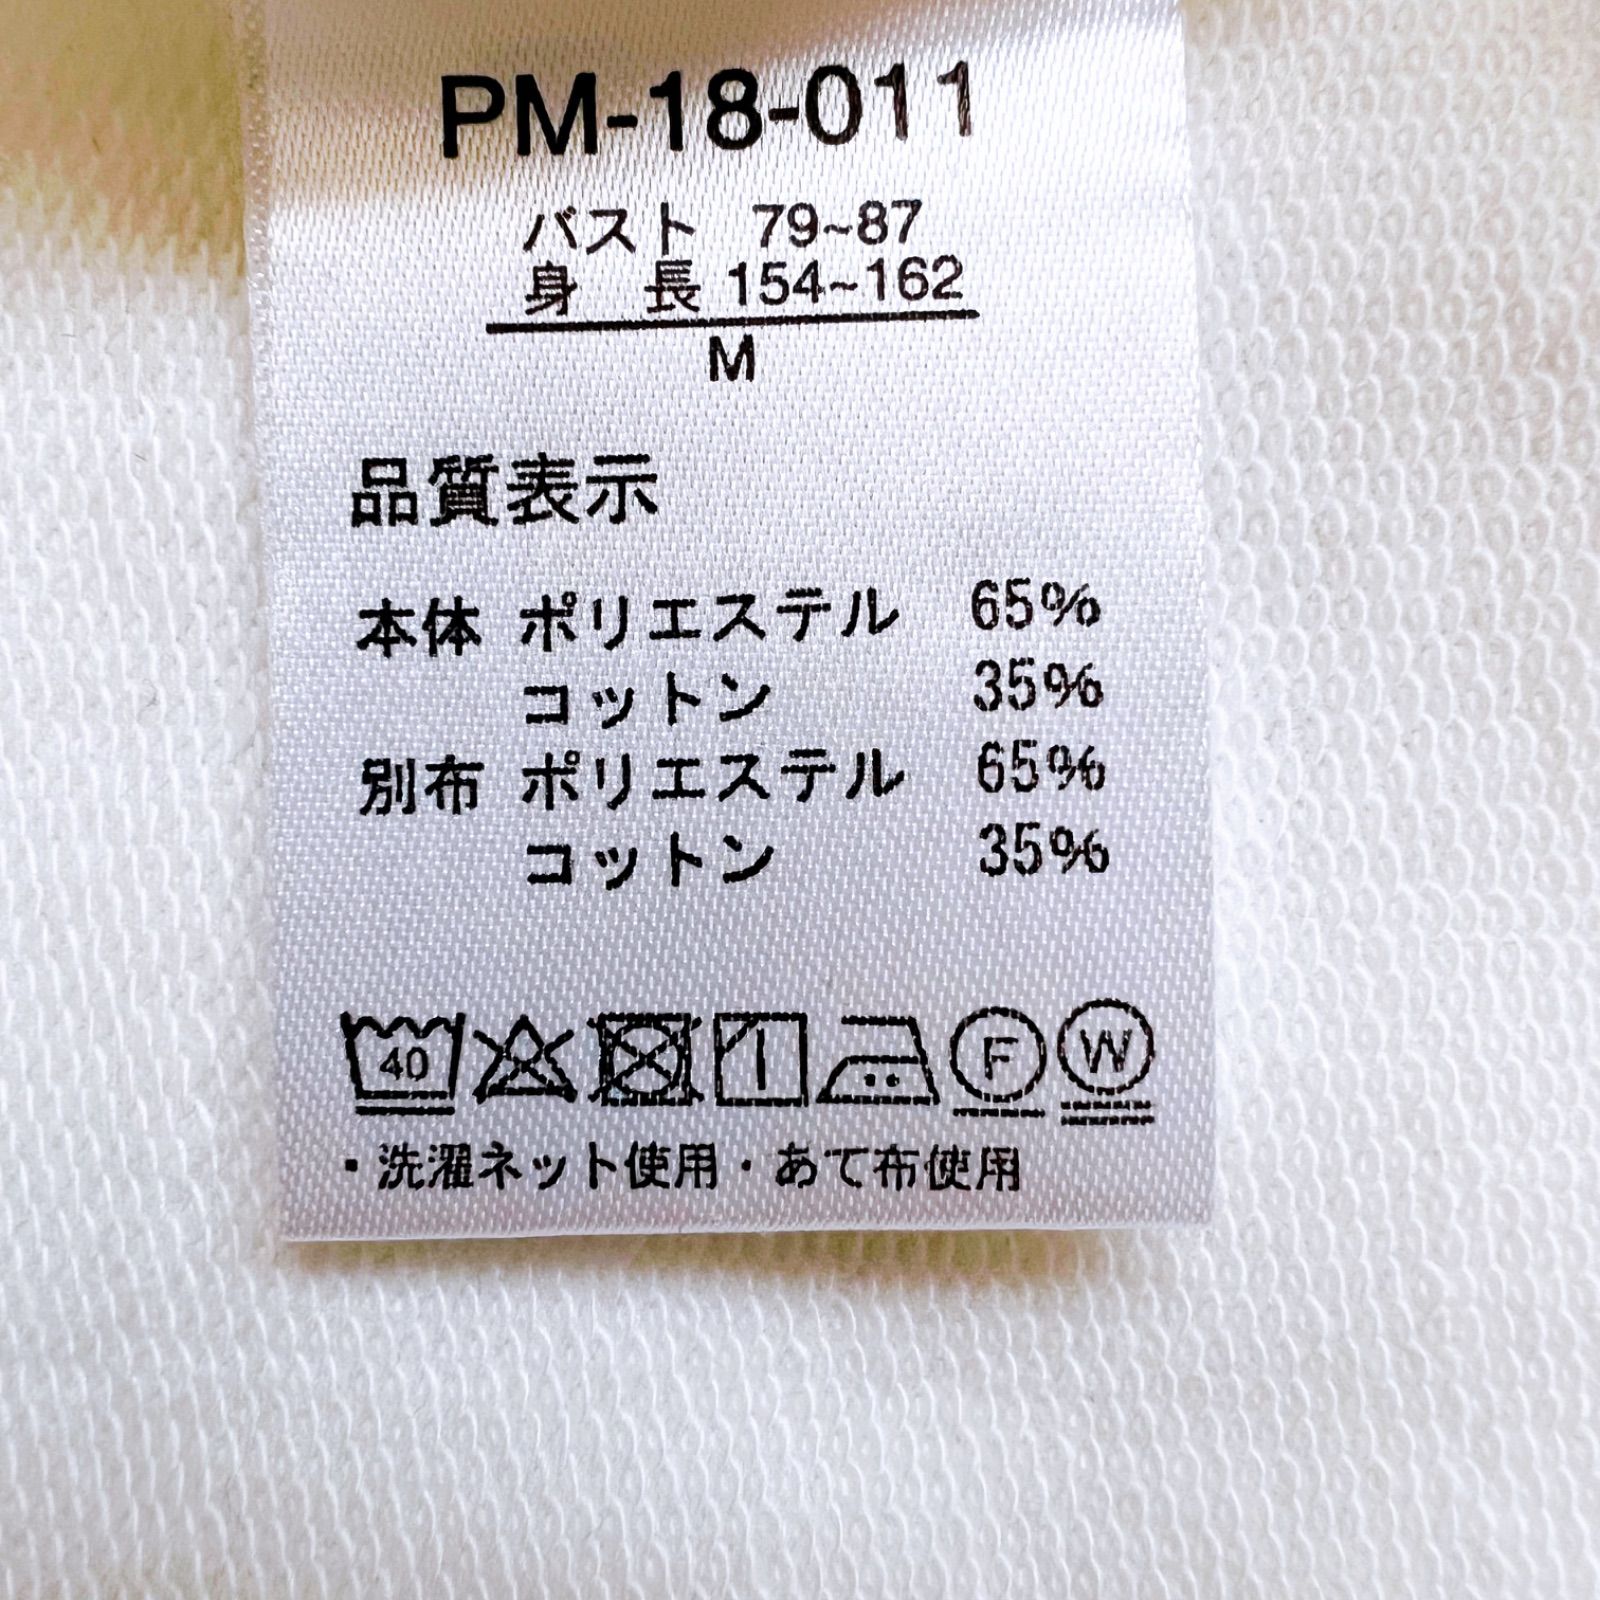 PM-18-011
バスト 79~87
身 長 154~162
M
品質表示
本体 ポリエステル 65%
コットン 35%
別布 ポリエステル 65%
コットン 35%
40 F W
・洗濯ネット使用・あて布使用